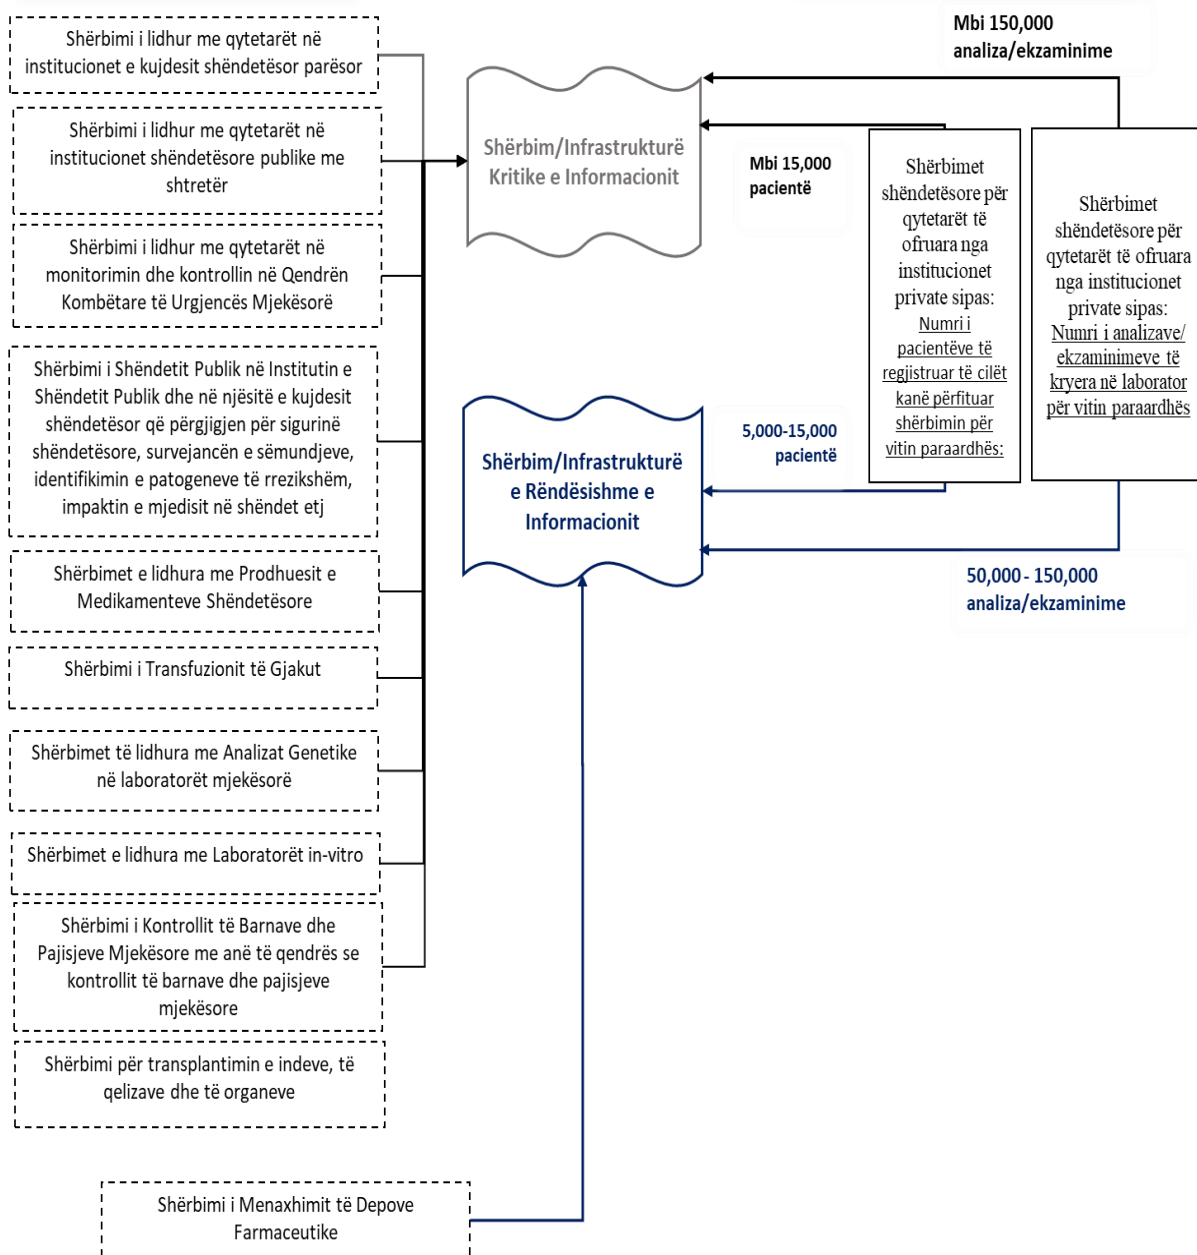 Shërbimi i lidhur me qytetarët në
institucionet e kujdesit shëndetësor parësor
Shërbimi i lidhur me qytetarët në
institucionet shëndetësore publike me
shtretër
Shërbimi i lidhur me qytetarët në
monitorimin dhe kontrollin në Qendrën
Kombëtare të Urgjencës Mjekësorë
Shërbimi i Shëndetit Publik në Institutin e
Shëndetit Publik dhe në njësitë e kujdesit
shëndetësor që përgjigjen për sigurinë
shëndetësore, survejancën e sëmundjeve,
identifikimin e patogeneve të rrezikshëm,
impaktin e mjedisit në shëndet etj
Shërbimet e lidhura me Prodhuesit e
Medikamenteve Shëndetësore
Shërbimi i Transfuzionit të Gjakut
Shërbimet të lidhura me Analizat Genetike
në laboratorët mjekësorë
Shërbimet e lidhura me Laboratorët in-vitro
Shërbimi i Kontrollit të Barnave dhe
Pajisjeve Mjekësore me anë të qendrës se
kontrollit të barnave dhe pajisjeve
mjekësore
Shërbimi për transplantimin e indeve, të
qelizave dhe të organeve
Shërbimi i Menaxhimit të Depove
Farmaceutike
Shërbim/Infrastrukturë
Kritike e Informacionit
Shërbim/Infrastrukturë
e Rëndësishme e
Informacionit
Mbi 150,000
analiza/ekzaminime
Mbi 15,000
pacientë
5,000-15,000
pacientë
50,000 - 150,000
analiza/ekzaminime
Shërbimet
shëndetësore për
qytetarët të
ofruara nga
institucionet
private sipas:
Numri i
pacientëve të
regjistruar të cilët
kanë përfituar
shërbimin për
vitin paraardhës:
Shërbimet
shëndetësore për
qytetarët të ofruara
nga institucionet
private sipas:
Numri i analizave/
ekzaminimeve të
kryera në laborator
për vitin paraardhës